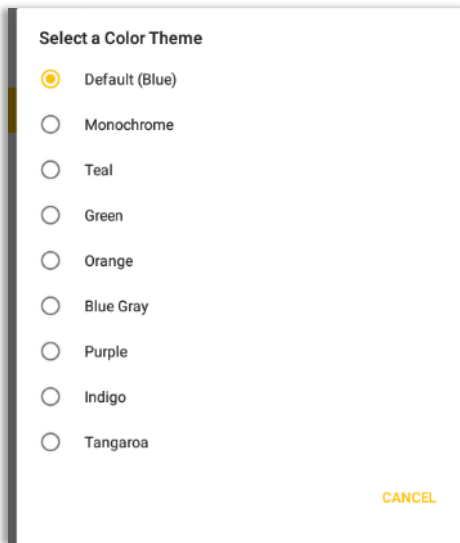 Select a Color Theme
Default (Blue)
Monochrome
Teal
Green
Orange
Blue Gray
Purple
Indigo
Tangaroa
CANCEL